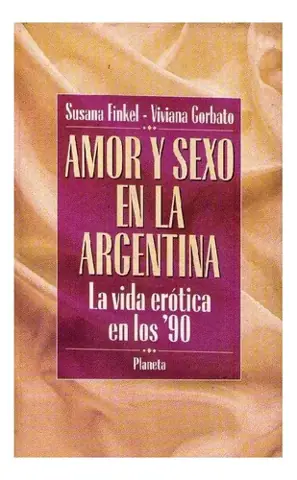 Susana Finkel - Viviana Gorbato
AMOR Y SEXO
EN LA
ARGENTINA
La vida erótica
en los '90
Planeta